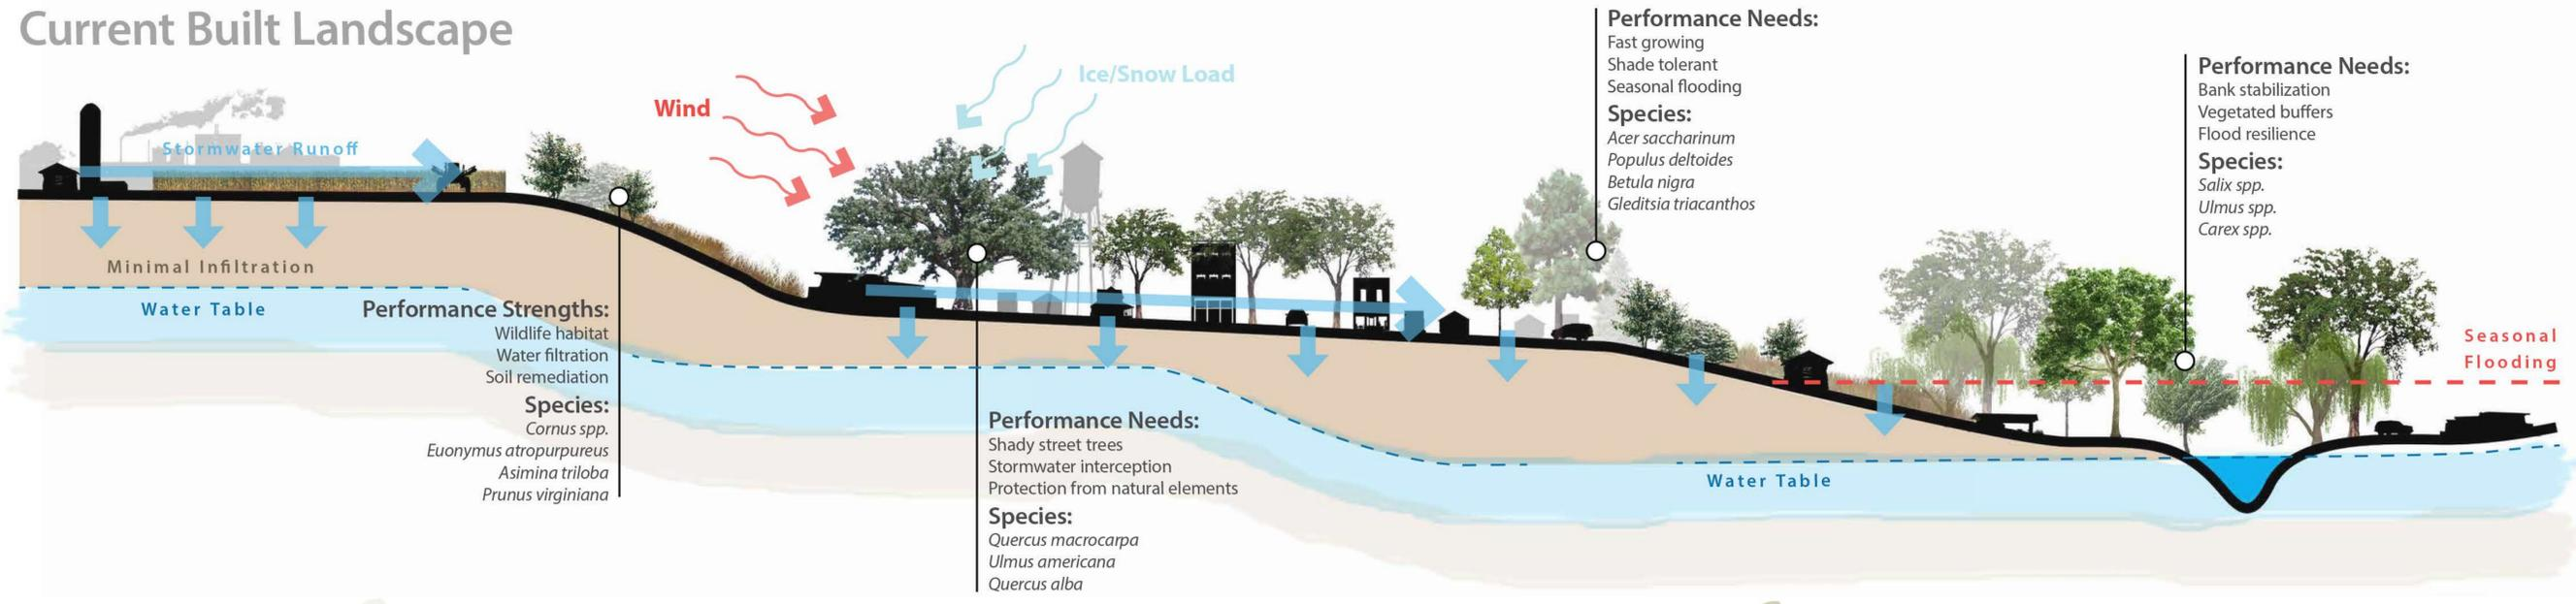 Current Built Landscape
Stormwater Runoff
Minimal Infiltration
Water Table
Performance Strengths:
Wildlife habitat
Water filtration
Soil remediation
Species:
Cornus spp.
Euonymus atropurpureus
Asimina triloba
Prunus virginiana
Wind
Ice/Snow Load
Performance Needs:
Shady street trees
Stormwater interception
Protection from natural elements
Species:
Quercus macrocarpa
Ulmus americana
Quercus alba
Performance Needs:
Fast growing
Shade tolerant
Seasonal flooding
Species:
Acer saccharinum
Populus deltoides
Betula nigra
Gleditsia triacanthos
Water Table
Performance Needs:
Bank stabilization
Vegetated buffers
Flood resilience
Species:
Salix spp.
Ulmus spp.
Carex spp.
Seasonal
Flooding